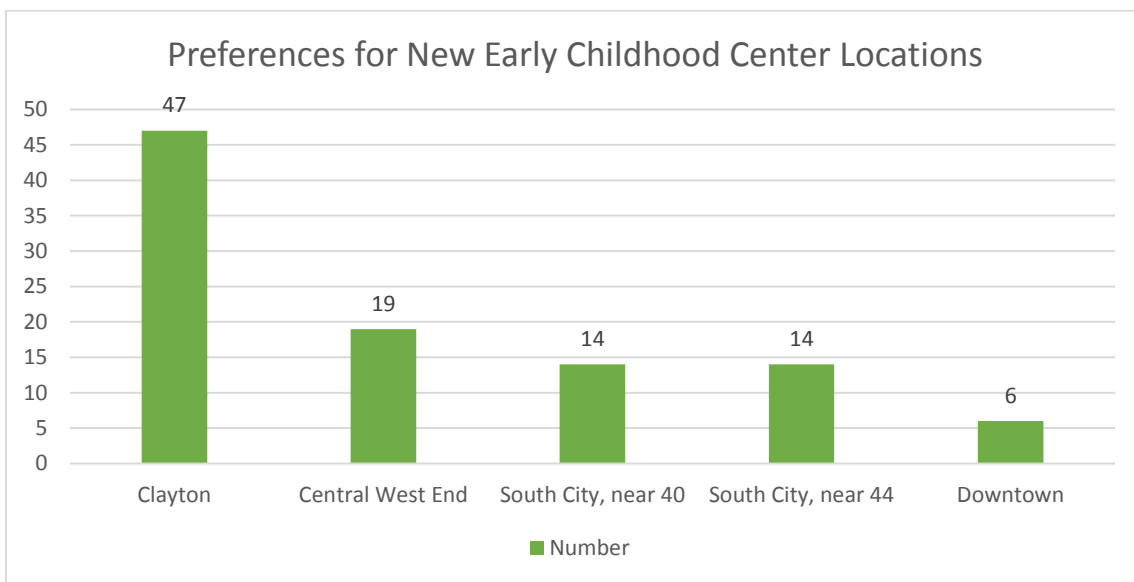 Preferences for New Early Childhood Center Locations
50
45
40
35
30
25
20
15
10
5
0
47
19
14
14
6
Clayton
Central West End
South City, near 40
South City, near 44
Downtown
Number